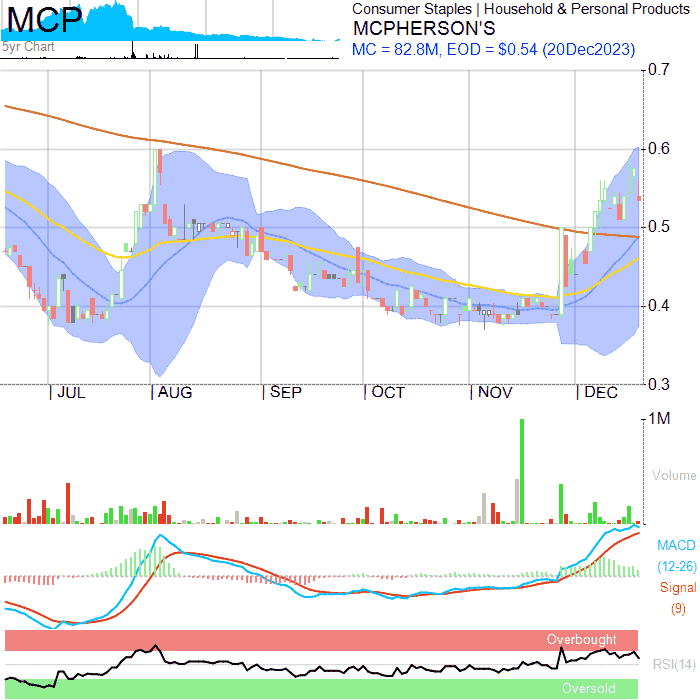 MCP
Consumer Staples | Household & Personal Products
MCPHERSON'S
5yr Chart
MC = 82.8M, EOD = $0.54 (20Dec2023)
0.7
0.6
0.5
0.4
0.3
JUL AUG SEP OCT NOV DEC
1M
Volume
MACD
(12-26)
Signal
(9)
Overbought
RSI(14)
Oversold